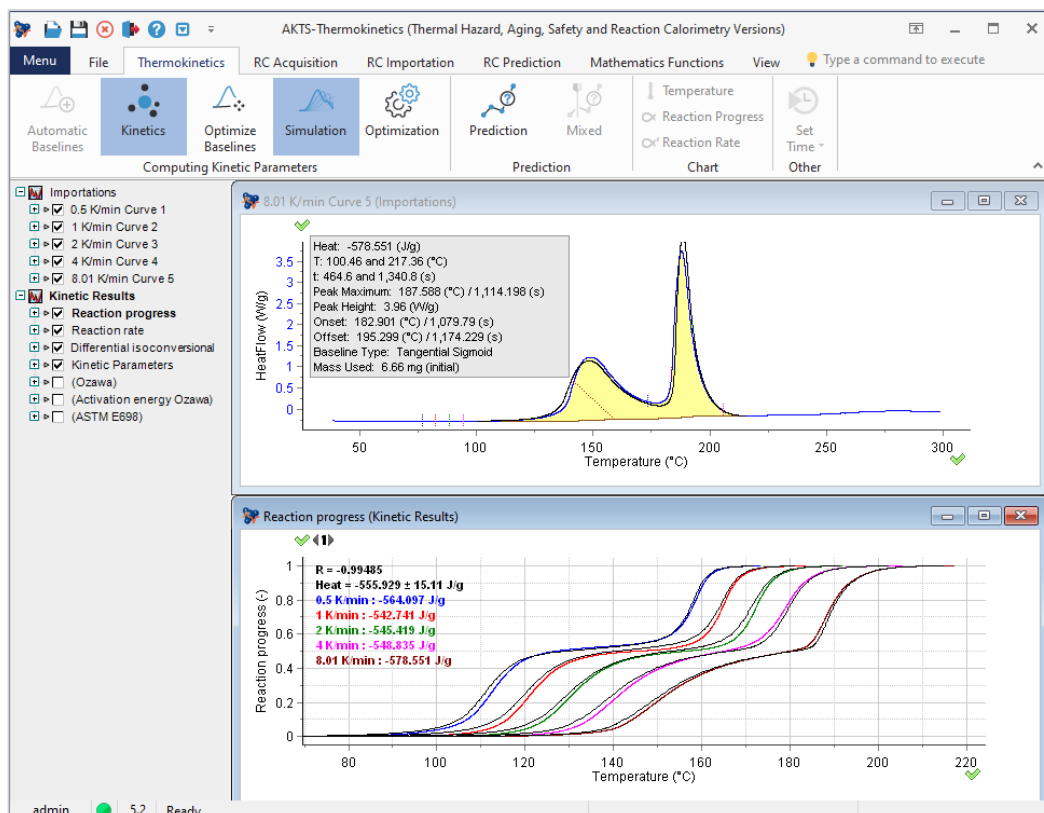 AKTS-Thermokinetics (Thermal Hazard, Aging, Safety and Reaction Calorimetry Versions)
Menu File Thermokinetics RC Acquisition RC Importation RC Prediction Mathematics Functions View Type a command to execute
Automatic Baselines
Kinetics
Optimize Baselines
Simulation
Optimization
Prediction
Mixed
Temperature
Reaction Progress
Reaction Rate
Set Time
Computing Kinetic Parameters
Prediction
Chart
Other
Importations
0.5 K/min Curve 1
1 K/min Curve 2
2 K/min Curve 3
4 K/min Curve 4
8.01 K/min Curve 5
Kinetic Results
Reaction progress
Reaction rate
Differential isoconversional
Kinetic Parameters
(Ozawa)
(Activation energy Ozawa)
(ASTM E698)
8.01 K/min Curve 5 (Importations)
Heat: -578.551 (J/g)
T: 100.46 and 217.36 (°C)
t: 464.6 and 1,340.8 (s)
Peak Maximum: 187.588 (°C) / 1,114.198 (s)
Peak Height: 3.96 (W/g)
Onset: 182.901 (°C) / 1,079.79 (s)
Offset: 195.299 (°C) / 1,174.229 (s)
Baseline Type: Tangential Sigmoid
Mass Used: 6.66 mg (initial)
HeatFlow (W/g)
3.5
3
2.5
2
1.5
1
0.5
0
50 100 150 200 250 300
Temperature (°C)
Reaction progress (Kinetic Results)
1
R = -0.99485
Heat = -555.929 ± 15.11 J/g
0.5 K/min : -564.097 J/g
1 K/min : -542.741 J/g
2 K/min : -545.419 J/g
4 K/min : -548.835 J/g
8.01 K/min : -578.551 J/g
Reaction progress (-)
1
0.8
0.6
0.4
0.2
0
80 100 120 140 160 180 200 220
Temperature (°C)
admin 5.2 Ready